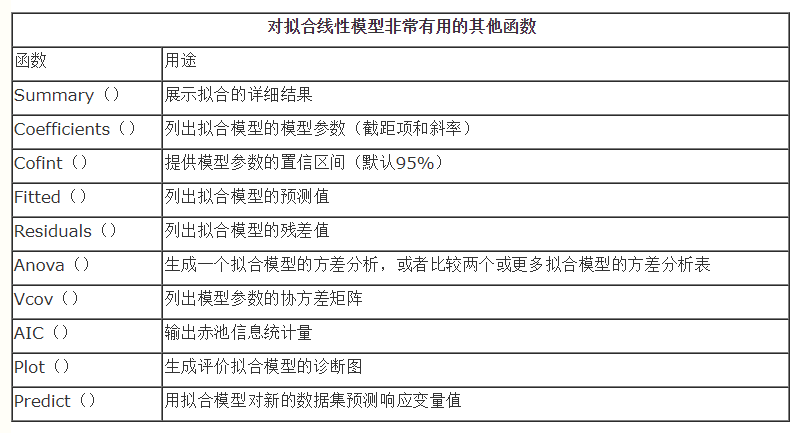 对拟合线性模型非常有用的其他函数
函数 用途
Summary（） 展示拟合的详细结果
Coefficients（） 列出拟合模型的模型参数（截距项和斜率）
Cofint（） 提供模型参数的置信区间（默认95%）
Fitted（） 列出拟合模型的预测值
Residuals（） 列出拟合模型的残差值
Anova（） 生成一个拟合模型的方差分析，或者比较两个或更多拟合模型的方差分析表
Vcov（） 列出模型参数的协方差矩阵
AIC（） 输出赤池信息统计量
Plot（） 生成评价拟合模型的诊断图
Predict（） 用拟合模型对新的数据集预测响应变量值